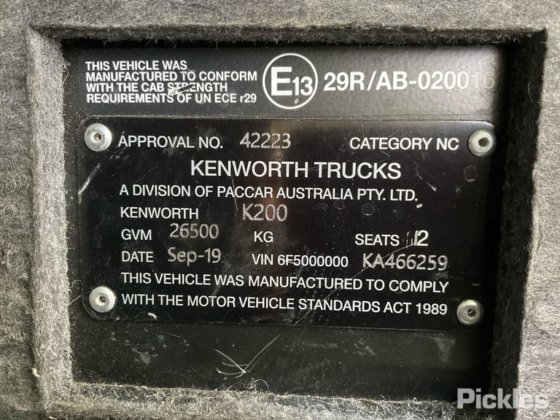 THIS VEHICLE WAS
MANUFACTURED TO CONFORM
WITH THE CAB STRENGTH
REQUIREMENTS OF UN ECE r29
E13
29R/AB-020016
APPROVAL NO. 42223 CATEGORY NC
KENWORTH TRUCKS
A DIVISION OF PACCAR AUSTRALIA PTY. LTD.
KENWORTH K200
GVM 26500 KG SEATS 2
DATE Sep-19 VIN 6F5000000 KA466259
THIS VEHICLE WAS MANUFACTURED TO COMPLY
WITH THE MOTOR VEHICLE STANDARDS ACT 1989
Pickles